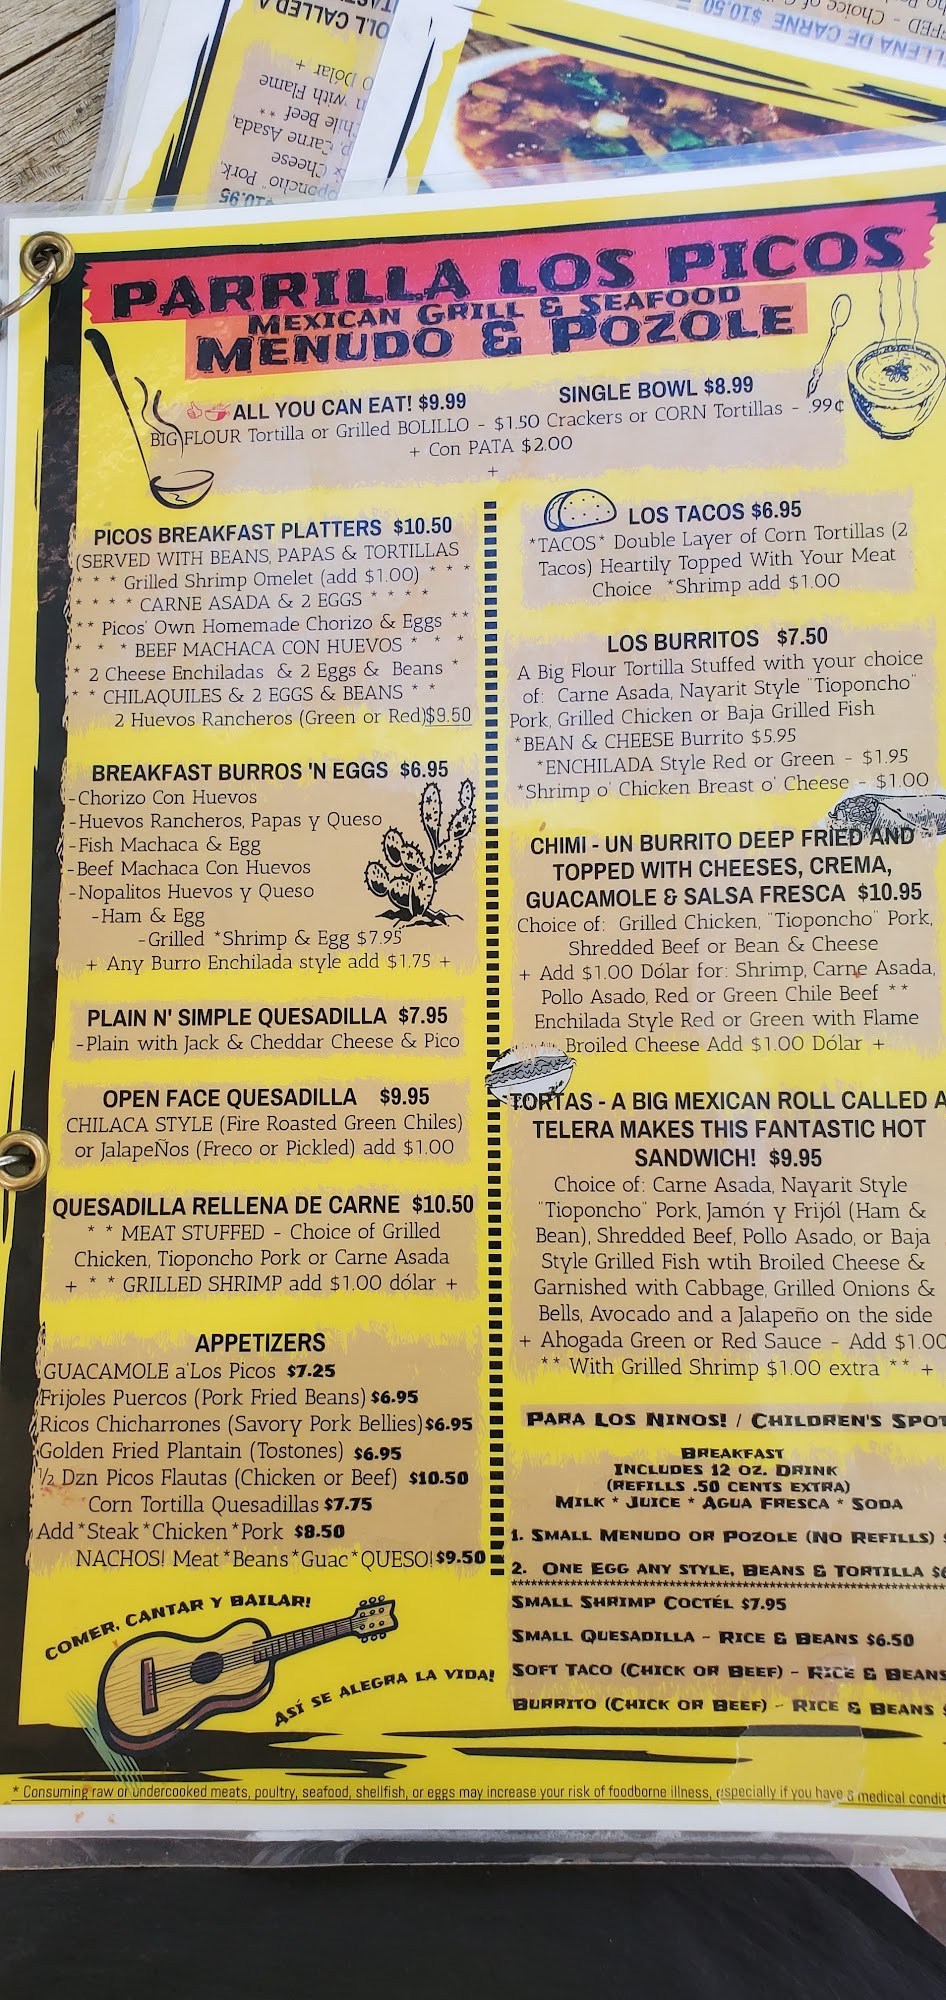 PARRILLA LOS PICOS
MEXICAN GRILL & SEAFOOD
MENUDO & POZOLE
ALL YOU CAN EAT! $9.99
SINGLE BOWL $8.99
BIG FLOUR Tortilla or Grilled BOLILLO - $1.50 Crackers or CORN Tortillas - .99¢
+ Con PATA $2.00
+
PICOS BREAKFAST PLATTERS $10.50
(SERVED WITH BEANS, PAPAS & TORTILLAS
* * * Grilled Shrimp Omelet (add $1.00) * * *
* * * * CARNE ASADA & 2 EGGS * * * *
** Picos' Own Homemade Chorizo & Eggs **
* * * BEEF MACHACA CON HUEVOS * * *
* 2 Cheese Enchiladas & 2 Eggs & Beans *
* * CHILAQUILES & 2 EGGS & BEANS * *
2 Huevos Rancheros (Green or Red)$9.50
BREAKFAST BURROS 'N EGGS $6.95
-Chorizo Con Huevos
-Huevos Rancheros, Papas y Queso
-Fish Machaca & Egg
-Beef Machaca Con Huevos
-Nopalitos Huevos y Queso
-Ham & Egg
-Grilled *Shrimp & Egg $7.95
+ Any Burro Enchilada style add $1.75 +
PLAIN N' SIMPLE QUESADILLA $7.95
-Plain with Jack & Cheddar Cheese & Pico
OPEN FACE QUESADILLA $9.95
CHILACA STYLE (Fire Roasted Green Chiles)
or JalapeÑos (Freco or Pickled) add $1.00
QUESADILLA RELLENA DE CARNE $10.50
* * MEAT STUFFED - Choice of Grilled
Chicken, Tioponcho Pork or Carne Asada
+ * * GRILLED SHRIMP add $1.00 dólar +
APPETIZERS
GUACAMOLE a'Los Picos $7.25
Frijoles Puercos (Pork Fried Beans) $6.95
Ricos Chicharrones (Savory Pork Bellies)$6.95
Golden Fried Plantain (Tostones) $6.95
½ Dzn Picos Flautas (Chicken or Beef) $10.50
Corn Tortilla Quesadillas $7.75
Add *Steak *Chicken *Pork $8.50
NACHOS! Meat*Beans*Guac*QUESO!$9.50
COMER, CANTAR Y BAILAR!
ASÍ SE ALEGRA LA VIDA!
LOS TACOS $6.95
*TACOS* Double Layer of Corn Tortillas (2
Tacos) Heartily Topped With Your Meat
Choice *Shrimp add $1.00
LOS BURRITOS $7.50
A Big Flour Tortilla Stuffed with your choice
of: Carne Asada, Nayarit Style "Tioponcho"
Pork, Grilled Chicken or Baja Grilled Fish
*BEAN & CHEESE Burrito $5.95
*ENCHILADA Style Red or Green - $1.95
*Shrimp o' Chicken Breast o' Cheese - $1.00
CHIMI - UN BURRITO DEEP FRIED AND
TOPPED WITH CHEESES, CREMA,
GUACAMOLE & SALSA FRESCA $10.95
Choice of: Grilled Chicken, "Tioponcho" Pork,
Shredded Beef or Bean & Cheese
+ Add $1.00 Dólar for: Shrimp, Carne Asada,
Pollo Asado, Red or Green Chile Beef **
Enchilada Style Red or Green with Flame
Broiled Cheese Add $1.00 Dólar +
TORTAS - A BIG MEXICAN ROLL CALLED A
TELERA MAKES THIS FANTASTIC HOT
SANDWICH! $9.95
Choice of: Carne Asada, Nayarit Style
"Tioponcho" Pork, Jamón y Frijól (Ham &
Bean), Shredded Beef, Pollo Asado, or Baja
Style Grilled Fish wtih Broiled Cheese &
Garnished with Cabbage, Grilled Onions &
Bells, Avocado and a Jalapeño on the side
+ Ahogada Green or Red Sauce - Add $1.00
** With Grilled Shrimp $1.00 extra ** +
PARA LOS NINOS! / CHILDREN'S SPOT
BREAKFAST
INCLUDES 12 OZ. DRINK
(REFILLS .50 CENTS EXTRA)
MILK * JUICE * AGUA FRESCA * SODA
1. SMALL MENUDO OR POZOLE (NO REFILLS)
2. ONE EGG ANY STYLE, BEANS & TORTILLA $6
SMALL SHRIMP COCTÉL $7.95
SMALL QUESADILLA - RICE & BEANS $6.50
SOFT TACO (CHICK OR BEEF) - RICE & BEANS
BURRITO (CHICK OR BEEF) - RICE & BEANS
* Consuming raw or undercooked meats, poultry, seafood, shellfish, or eggs may increase your risk of foodborne illness, especially if you have a medical condit